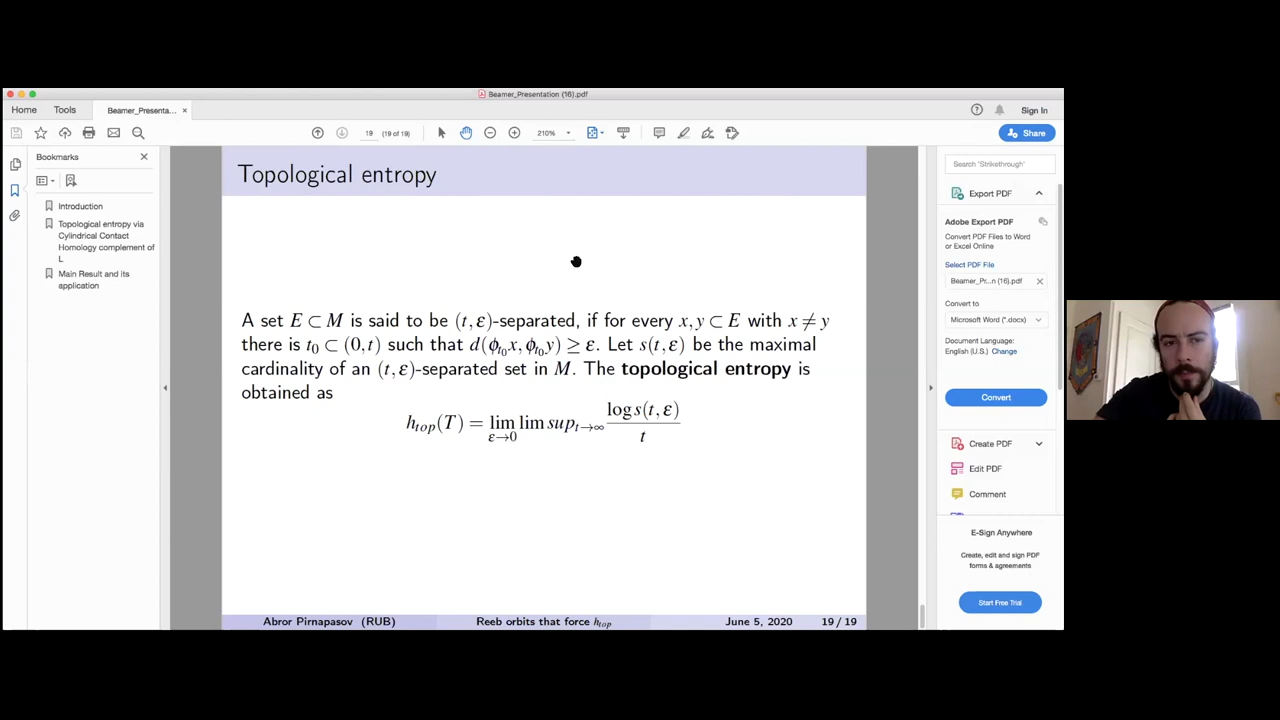 Beamer_Presentation (16).pdf
Home
Tools
Beamer_Presenta...
Sign In
19
(19 of 19)
210%
Share
Bookmarks
Introduction
Topological entropy via
Cylindrical Contact
Homology complement of
L
Main Result and its
application
Topological entropy
A set E ⊂ M is said to be (t, ε)-separated, if for every x, y ⊂ E with x ≠ y
there is t₀ ⊂ (0, t) such that d(ϕ_{t₀}x, ϕ_{t₀}y) ≥ ε. Let s(t, ε) be the maximal
cardinality of an (t, ε)-separated set in M. The topological entropy is
obtained as
h_{top}(T) = lim_{ε→0} lim sup_{t→∞} log s(t, ε) / t
Abror Pirnapasov (RUB)
Reeb orbits that force h_{top}
June 5, 2020
19 / 19
Search "Strikethrough"
Export PDF
Adobe Export PDF
Convert PDF Files to Word
or Excel Online
Select PDF File
Beamer_Pr...n (16).pdf
Convert to
Microsoft Word (*.docx)
Document Language:
English (U.S.) Change
Convert
Create PDF
Edit PDF
Comment
E-Sign Anywhere
Create, edit and sign PDF
forms & agreements
Start Free Trial